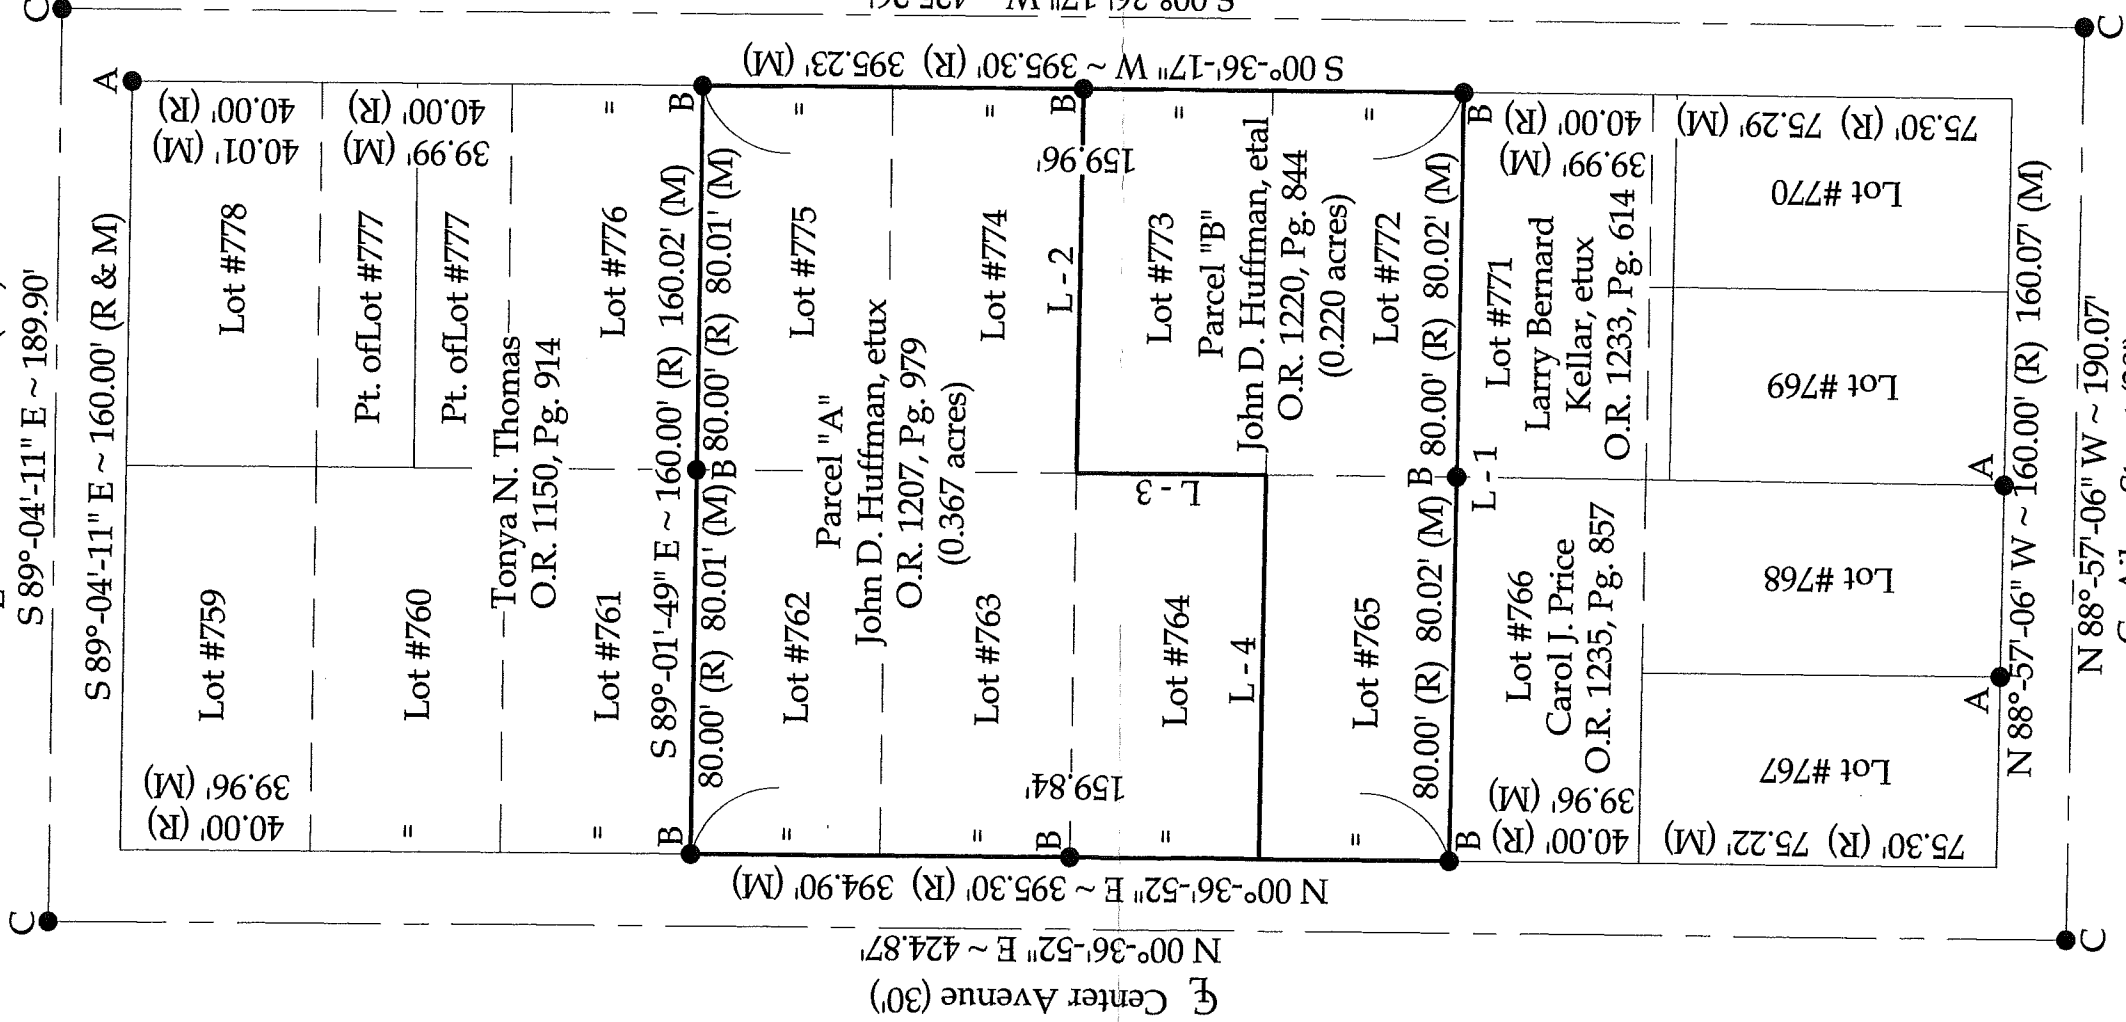 S 00°-36'-17" W ~ 425.26'
C
C
S 89°-04'-11" E ~ 189.90'
S 89°-04'-11" E ~ 160.00' (R & M)
A
S 00°-36'-17" W ~ 395.30' (R) 395.23' (M)
40.00' (R)
40.01' (M)
40.00' (R)
39.99' (M)
Lot #778
Lot #759
39.96' (M)
40.00' (R)
Pt. ofLot #777
Pt. ofLot #777
Lot #760
=
Tonya N. Thomas
O.R. 1150, Pg. 914
=
Lot #776
Lot #761
=
S 89°-01'-49" E ~ 160.00' (R) 160.02' (M)
B
B
B
80.00' (R) 80.01' (M)
80.00' (R) 80.01' (M)
=
Lot #775
Lot #762
=
Parcel "A"
John D. Huffman, etux
O.R. 1207, Pg. 979
(0.367 acres)
=
Lot #774
Lot #763
=
B
B
L - 2
159.96'
159.84'
=
Lot #773
Lot #764
=
L - 3
Parcel "B"
John D. Huffman, etal
O.R. 1220, Pg. 844
(0.220 acres)
L - 4
=
Lot #772
Lot #765
=
80.00' (R) 80.02' (M)
80.00' (R) 80.02' (M)
B
B
B
L - 1
40.00' (R)
39.99' (M)
Lot #771
Larry Bernard
Kellar, etux
O.R. 1233, Pg. 614
Lot #766
Carol J. Price
O.R. 1235, Pg. 857
39.96' (M)
40.00' (R)
75.30' (R) 75.29' (M)
Lot #770
Lot #769
Lot #768
Lot #767
75.30' (R) 75.22' (M)
A
A
N 88°-57'-06" W ~ 160.00' (R) 160.07' (M)
N 88°-57'-06" W ~ 190.07'
C
C
N 00°-36'-52" E ~ 395.30' (R) 394.90' (M)
N 00°-36'-52" E ~ 424.87'
℄ Center Avenue (30')